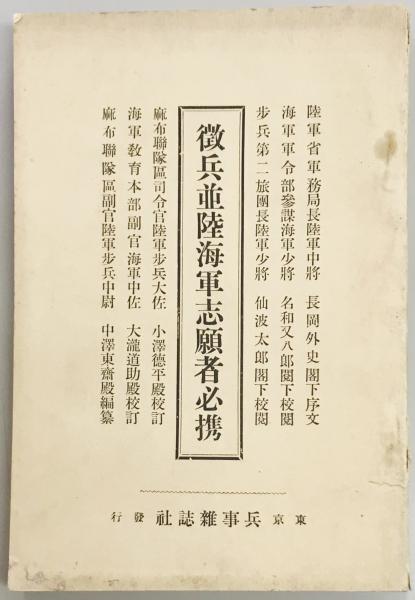 陸軍省軍務局長陸軍中將 長岡外史閣下序文
海軍軍令部參謀海軍少將 名和又八郎閣下校閱
步兵第二旅團長陸軍少將 仙波太郎閣下校閱
徵兵並陸海軍志願者必携
麻布聯隊區司令官陸軍步兵大佐 小澤德平殿校訂
海軍敎育本部副官海軍中佐 大瀧道助殿校訂
麻布聯隊區副官陸軍步兵中尉 中澤東齋殿編纂
東京 兵事雜誌社 發行